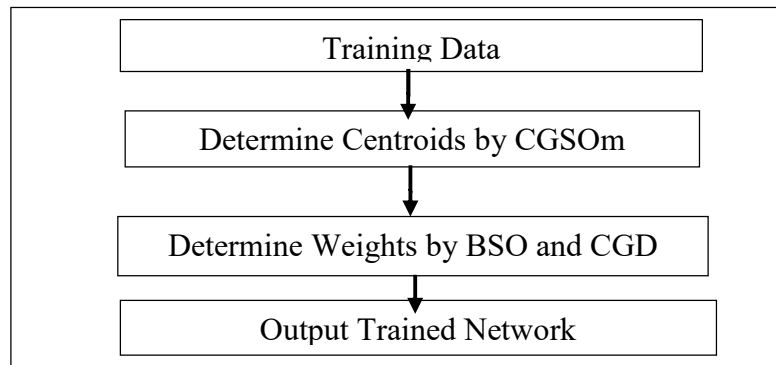 Training Data
Determine Centroids by CGSOm
Determine Weights by BSO and CGD
Output Trained Network